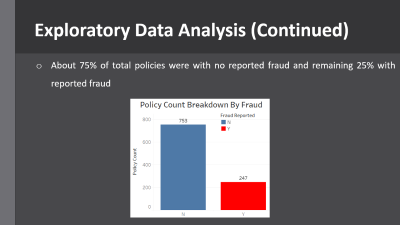 Exploratory Data Analysis (Continued)
o About 75% of total policies were with no reported fraud and remaining 25% with
reported fraud
Policy Count Breakdown By Fraud
Fraud Reported
N
Y
Policy Count
800
600
400
200
0
753
247
N
Y